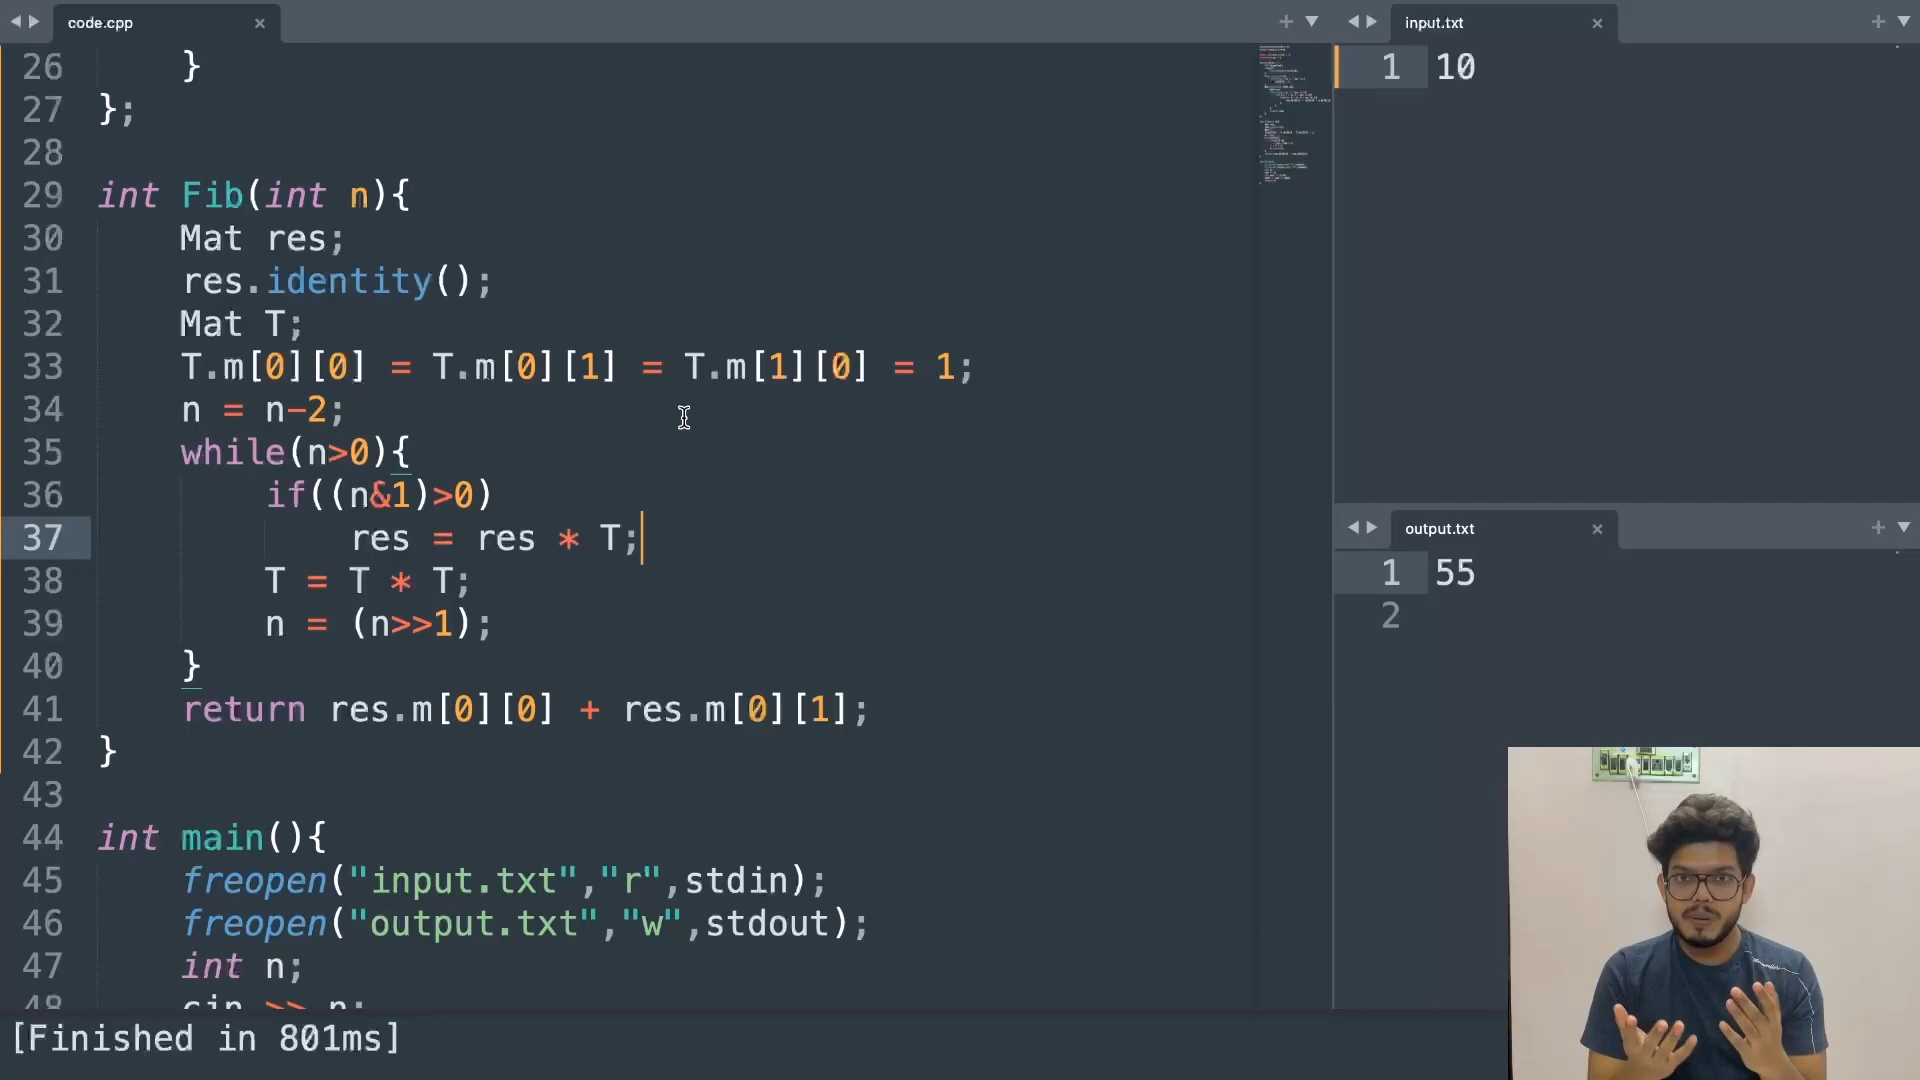 code.cpp
26 }
27 };
28
29 int Fib(int n){
30 Mat res;
31 res.identity();
32 Mat T;
33 T.m[0][0] = T.m[0][1] = T.m[1][0] = 1;
34 n = n-2;
35 while(n>0){
36 if((n&1)>0)
37 res = res * T;
38 T = T * T;
39 n = (n>>1);
40 }
41 return res.m[0][0] + res.m[0][1];
42 }
43
44 int main(){
45 freopen("input.txt","r",stdin);
46 freopen("output.txt","w",stdout);
47 int n;
48 cin >> n;
[Finished in 801ms]
input.txt
1 10
output.txt
1 55
2